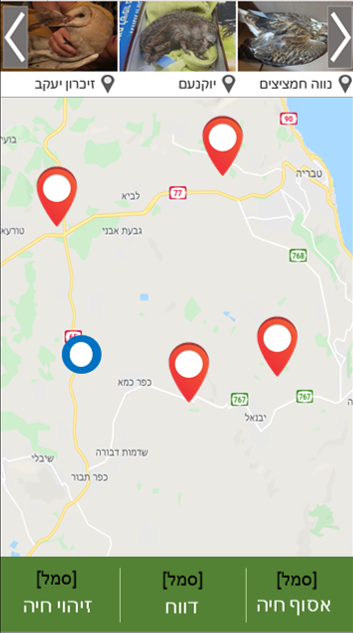 נווה חמציצים
יוקנעם
זיכרון יעקב
90
טבריה
לביא
77
גבעת אבני
טורעא
768
65
כפר כמא
767
767
יבנאל
שדמות דבורה
שיבלי
כפר תבור
[סמל]
אסוף חיה
[סמל]
דווח
[סמל]
זיהוי חיה